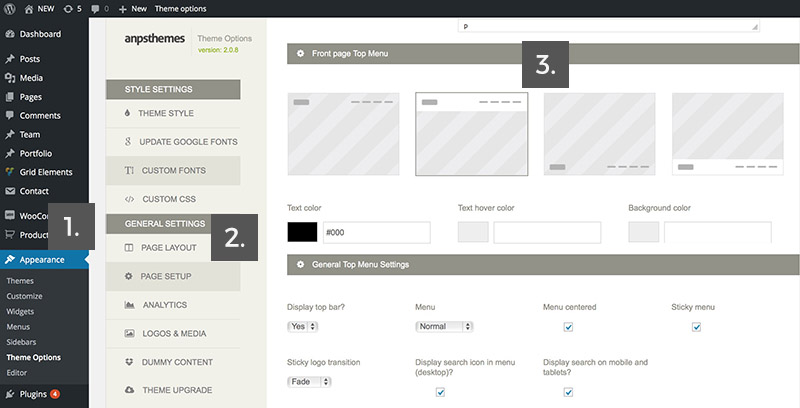 NEW 5 0 New Theme options
Dashboard
Posts
Media
Pages
Comments
Team
Portfolio
Grid Elements
Contact
WooCo
Product
1.
Appearance
Themes
Customize
Widgets
Menus
Sidebars
Theme Options
Editor
Plugins 4
anpsthemes
Theme Options
version: 2.0.8
STYLE SETTINGS
THEME STYLE
UPDATE GOOGLE FONTS
CUSTOM FONTS
CUSTOM CSS
GENERAL SETTINGS
2.
PAGE LAYOUT
PAGE SETUP
ANALYTICS
LOGOS & MEDIA
DUMMY CONTENT
THEME UPGRADE
p
Front page Top Menu
3.
Text color
Text hover color
Background color
#000
General Top Menu Settings
Display top bar?
Menu
Menu centered
Sticky menu
Yes
Normal
Sticky logo transition
Display search icon in menu
(desktop)?
Display search on mobile and
tablets?
Fade